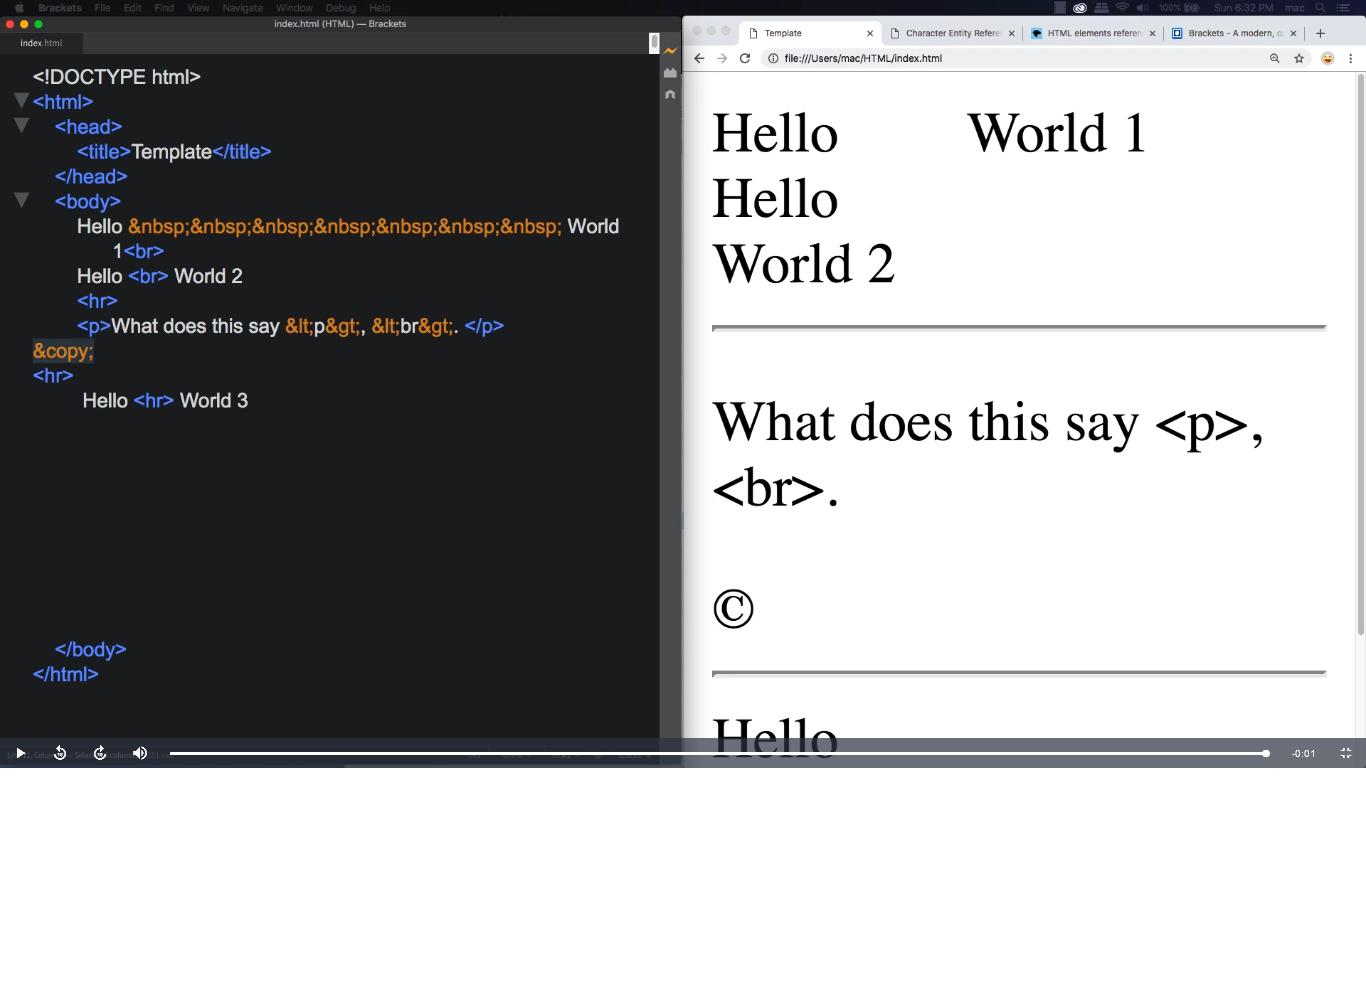 Brackets File Edit Find View Navigate Window Debug Help
100% Sun 6:32 PM mac
index.html (HTML) — Brackets
index.html
<!DOCTYPE html>
<html>
<head>
<title>Template</title>
</head>
<body>
Hello &nbsp;&nbsp;&nbsp;&nbsp;&nbsp;&nbsp;&nbsp; World
1<br>
Hello <br> World 2
<hr>
<p>What does this say &lt;p&gt;, &lt;br&gt;. </p>
&copy;
<hr>
Hello <hr> World 3
</body>
</html>
Template
Character Entity Refere
HTML elements referen
Brackets - A modern, o
file:///Users/mac/HTML/index.html
Hello World 1
Hello
World 2
What does this say <p>,
<br>.
©
Hello
-0:01